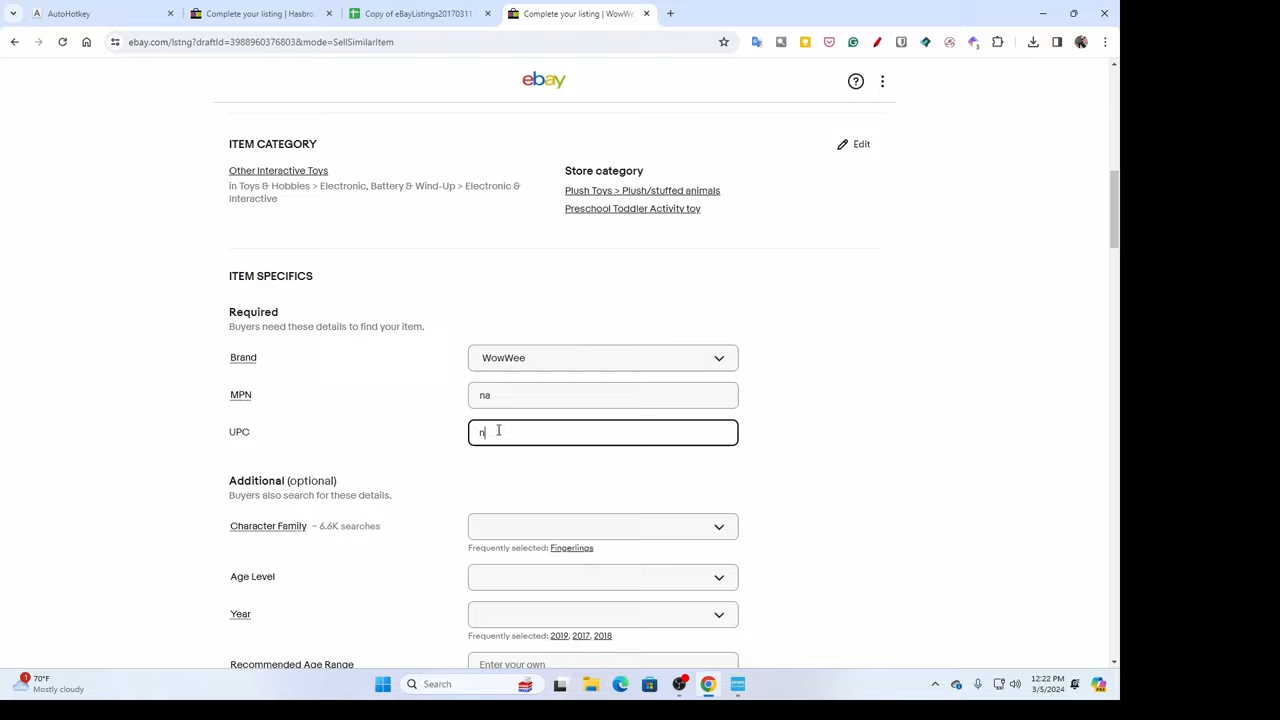 AutoHotkey
Complete your listing | Hasbro
Copy of eBayListings20170311
Complete your listing | WowWe
ebay.com/lstng?draftId=3988960376803&mode=SellSimilarItem
ebay
ITEM CATEGORY
Edit
Other Interactive Toys
in Toys & Hobbies > Electronic, Battery & Wind-Up > Electronic &
Interactive
Store category
Plush Toys > Plush/stuffed animals
Preschool Toddler Activity toy
ITEM SPECIFICS
Required
Buyers need these details to find your item.
Brand
WowWee
MPN
na
UPC
n
Additional (optional)
Buyers also search for these details.
Character Family ~ 6.6K searches
Frequently selected: Fingerlings
Age Level
Year
Frequently selected: 2019, 2017, 2018
Recommended Age Range
Enter your own
1
70°F
Mostly cloudy
Search
12:22 PM
3/5/2024